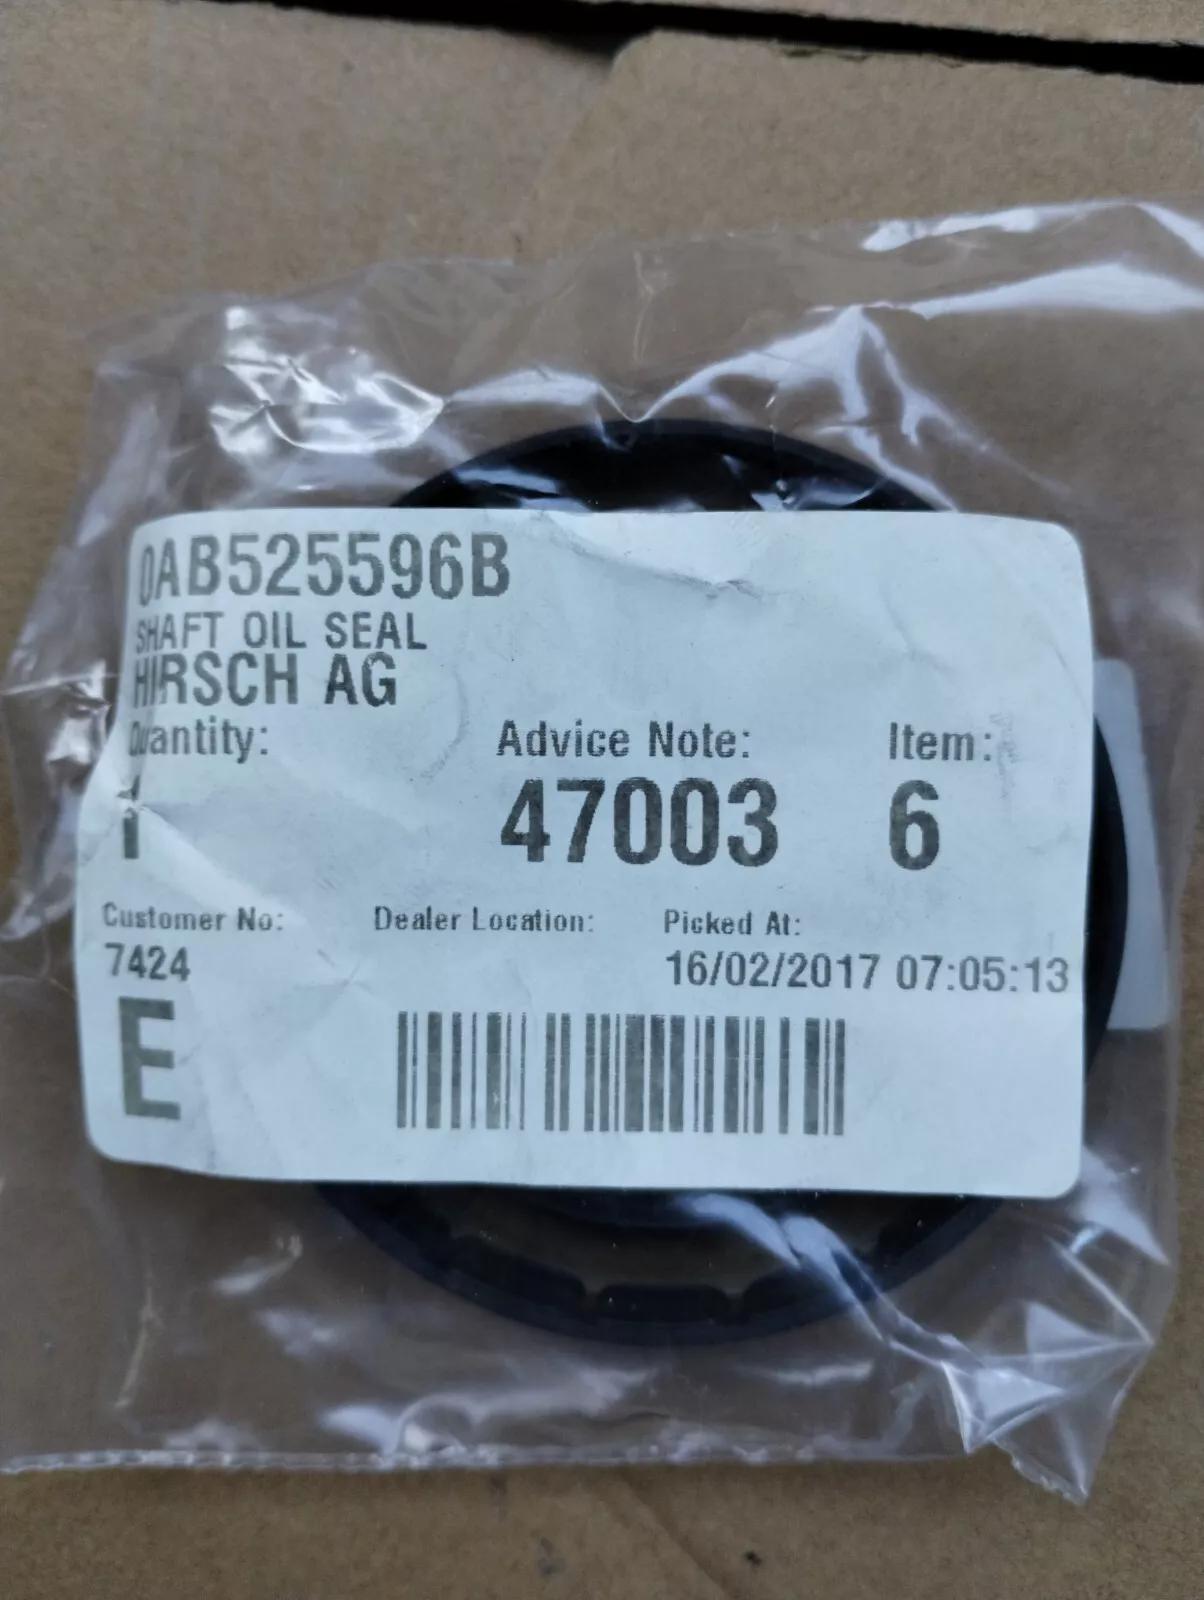 0AB525596B
SHAFT OIL SEAL
HIRSCH AG
Quantity: Advice Note: Item:
1 47003 6
Customer No: Dealer Location: Picked At:
7424 16/02/2017 07:05:13
E